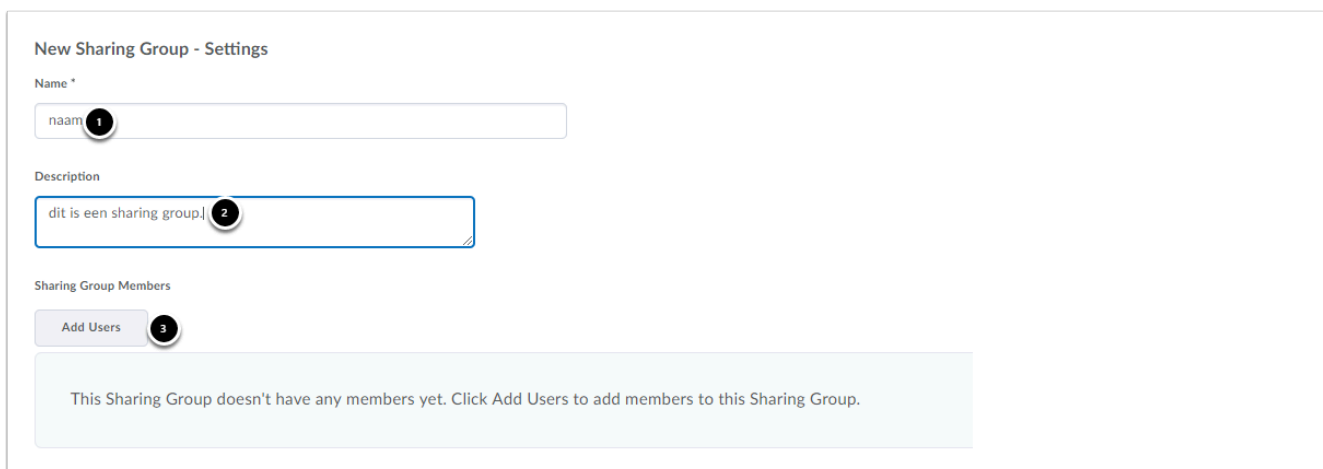 New Sharing Group - Settings
Name *
naam 1
Description
dit is een sharing group. 2
Sharing Group Members
Add Users 3
This Sharing Group doesn't have any members yet. Click Add Users to add members to this Sharing Group.